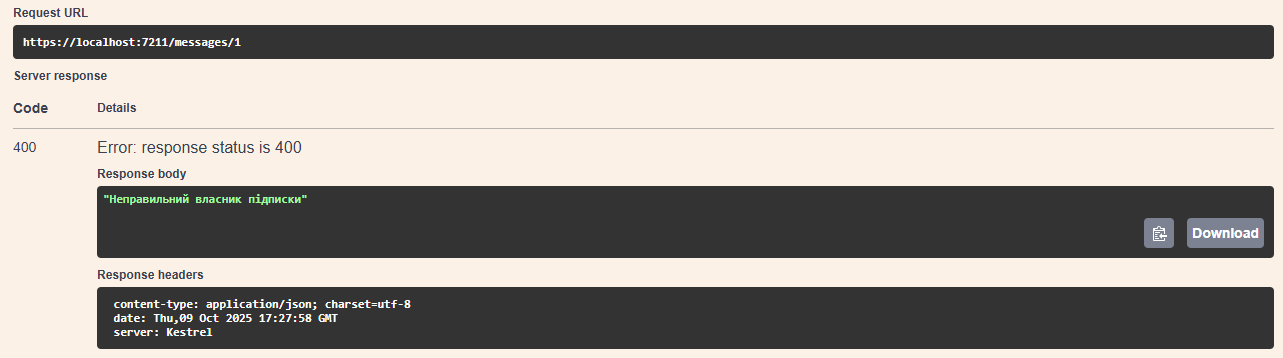 Request URL
https://localhost:7211/messages/1
Server response
Code Details
400 Error: response status is 400
Response body
"Неправильний власник підписки"
Download
Response headers
content-type: application/json; charset=utf-8
date: Thu,09 Oct 2025 17:27:58 GMT
server: Kestrel